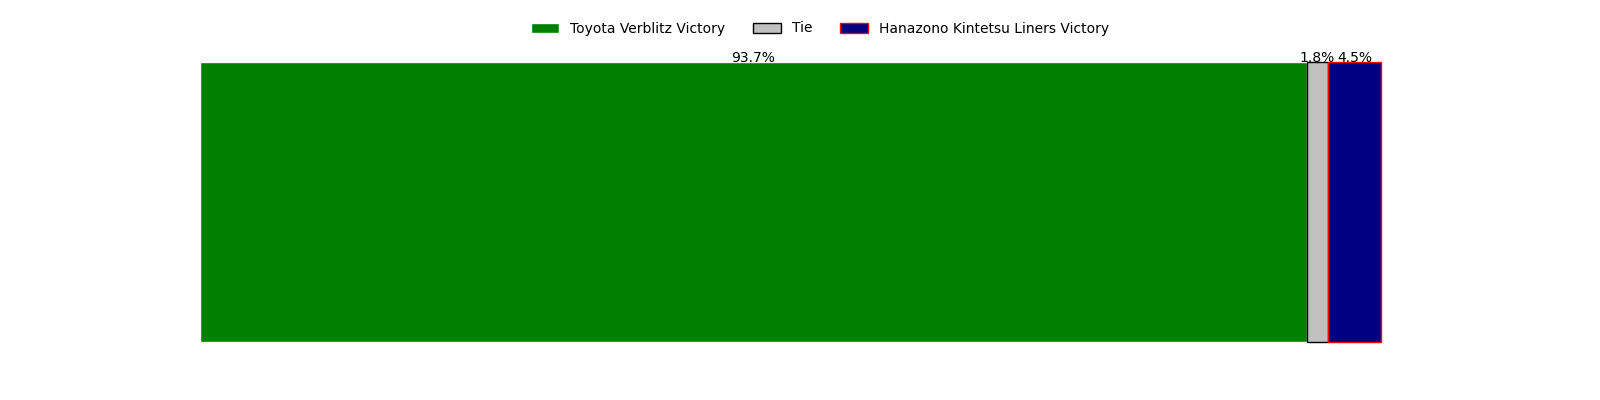 Toyota Verblitz Victory Tie Hanazono Kintetsu Liners Victory
93.7% 1.8% 4.5%